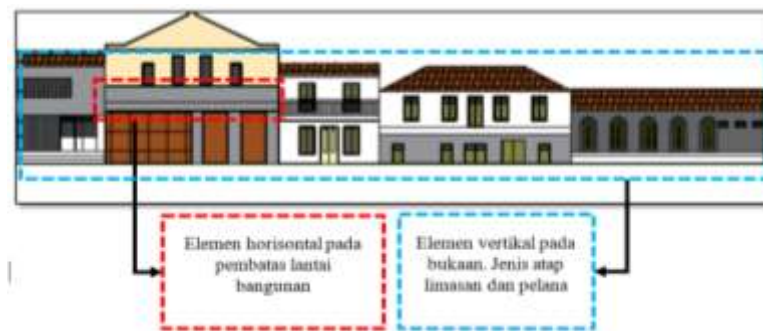 Elemen horisontal pada
pembatas lantai
bangunan
Elemen vertikal pada
bukaan. Jenis atap
limasan dan pelana